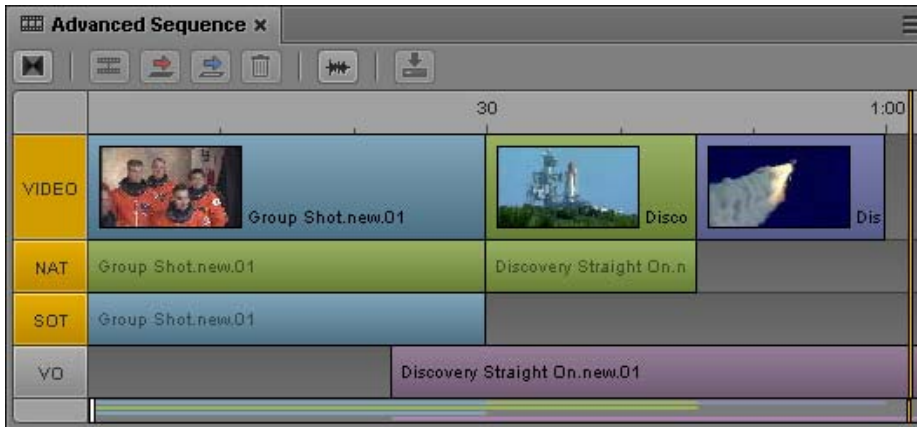 Advanced Sequence x
30 1:00
VIDEO Group Shot.new.01 Disco Dis
NAT Group Shot.new.01 Discovery Straight On.n
SOT Group Shot.new.01
VO Discovery Straight On.new.01